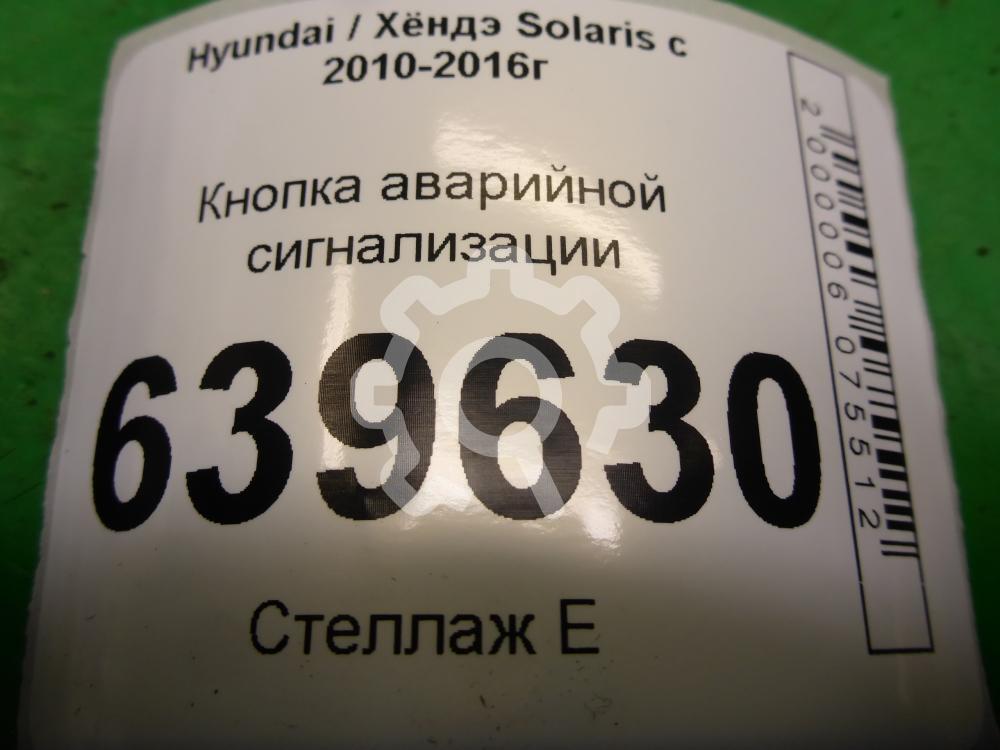 Hyundai / Хёндэ Solaris с
2010-2016г
Кнопка аварийной
сигнализации
639630
Стеллаж Е
2000006075512